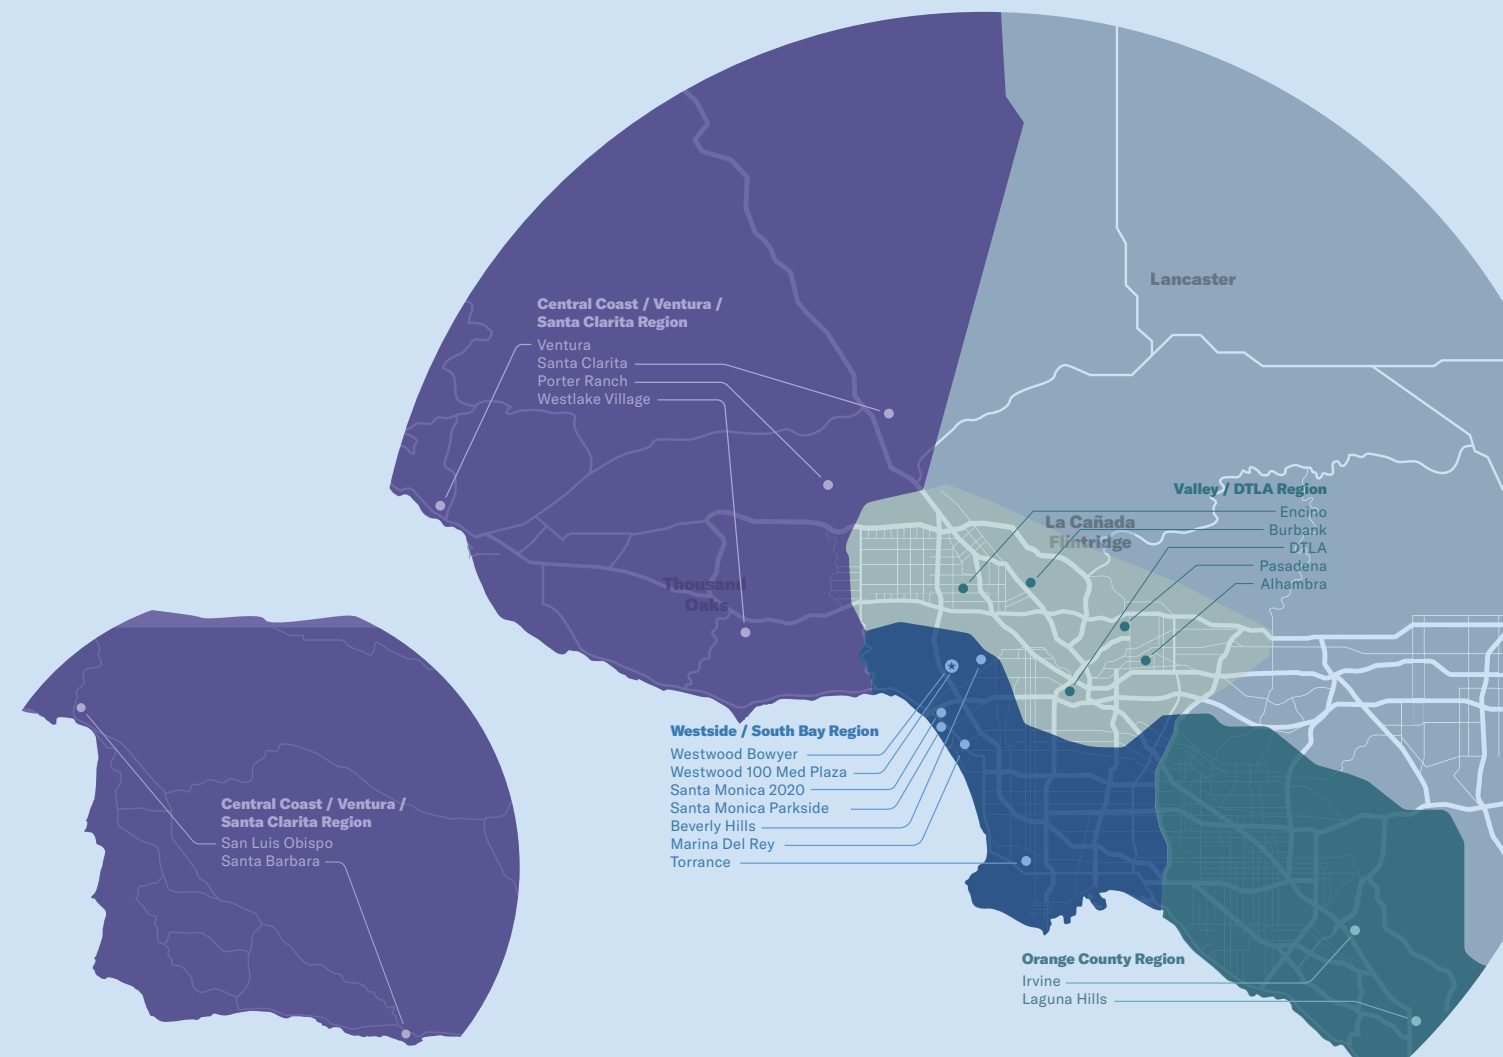 Lancaster
Central Coast / Ventura /
Santa Clarita Region
Ventura
Santa Clarita
Porter Ranch
Westlake Village
Valley / DTLA Region
Encino
Burbank
DTLA
Pasadena
Alhambra
La Cañada
Flintridge
Thousand
Oaks
Westside / South Bay Region
Westwood Bowyer
Westwood 100 Med Plaza
Santa Monica 2020
Santa Monica Parkside
Beverly Hills
Marina Del Rey
Torrance
Central Coast / Ventura /
Santa Clarita Region
San Luis Obispo
Santa Barbara
Orange County Region
Irvine
Laguna Hills